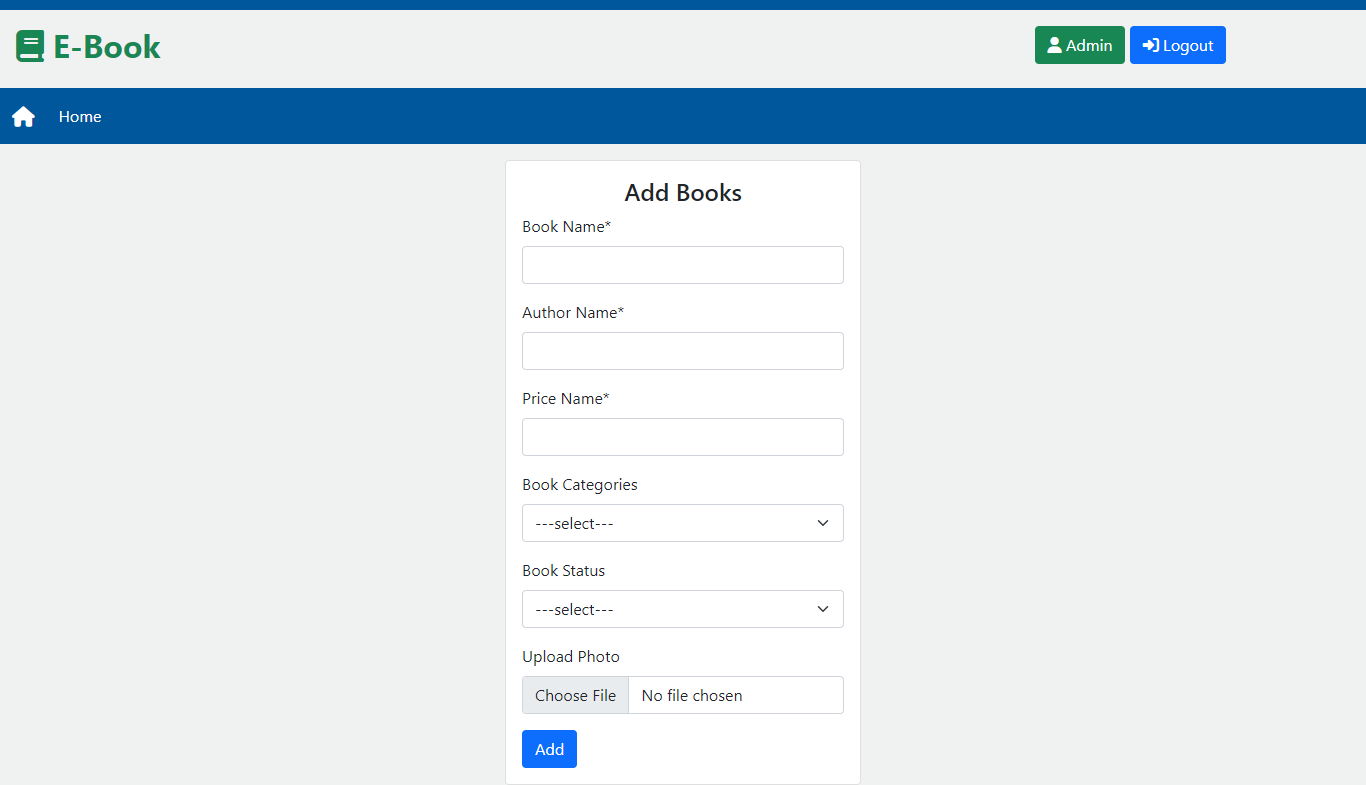 E-Book
Admin
Logout
Home
Add Books
Book Name*
Author Name*
Price Name*
Book Categories
---select---
Book Status
---select---
Upload Photo
Choose File No file chosen
Add